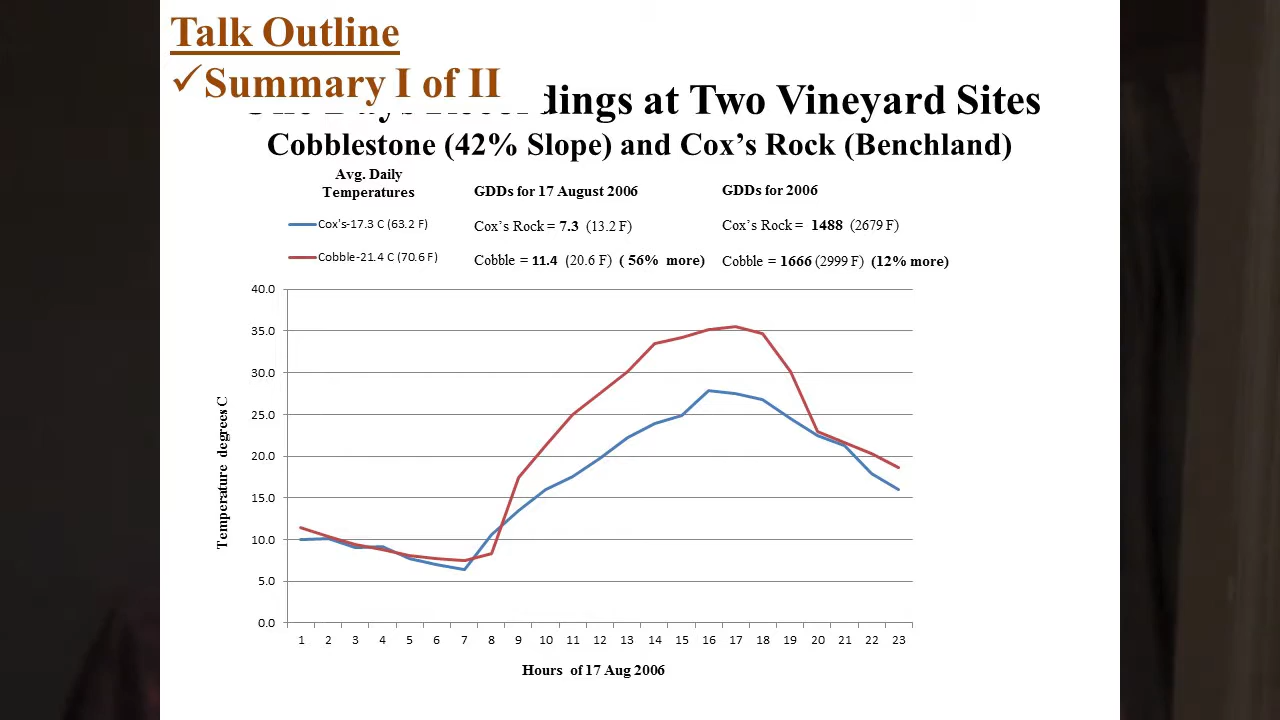 Talk Outline
✓Summary I of II
dings at Two Vineyard Sites
Cobblestone (42% Slope) and Cox’s Rock (Benchland)
Avg. Daily
Temperatures
GDDs for 17 August 2006
GDDs for 2006
Cox's-17.3 C (63.2 F)
Cox’s Rock = 7.3 (13.2 F)
Cox’s Rock = 1488 (2679 F)
Cobble-21.4 C (70.6 F)
Cobble = 11.4 (20.6 F) ( 56% more)
Cobble = 1666 (2999 F) (12% more)
40.0
35.0
30.0
25.0
20.0
15.0
10.0
5.0
0.0
Temperature degrees C
1 2 3 4 5 6 7 8 9 10 11 12 13 14 15 16 17 18 19 20 21 22 23
Hours of 17 Aug 2006